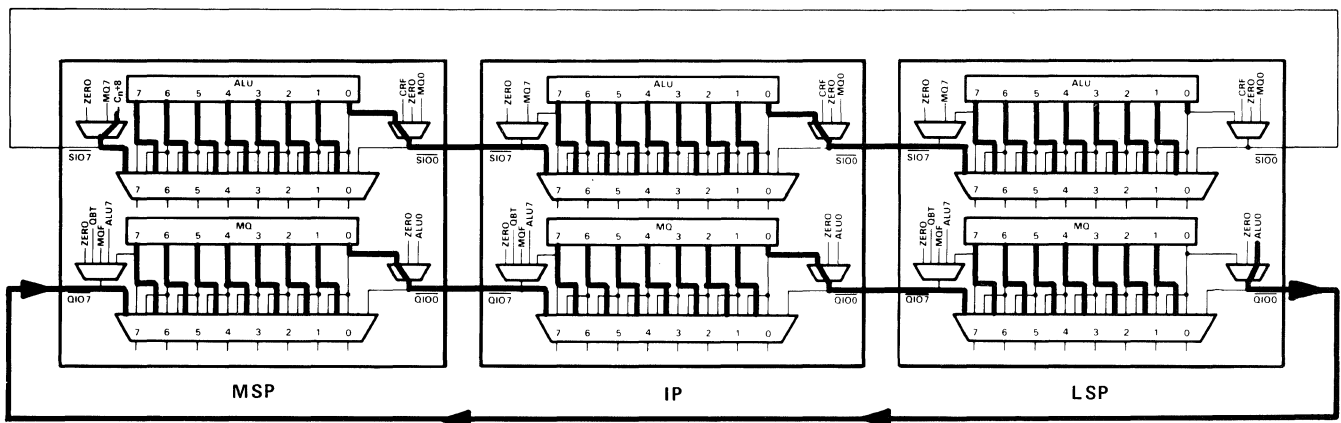 ZERO
MQ7
Cn+8
ALU
CRF
ZERO
MQ0
7 6 5 4 3 2 1 0
SIO7
SIO0
7 6 5 4 3 2 1 0
ZERO
QBT
MQF
ALU7
MQ
ZERO
ALU0
7 6 5 4 3 2 1 0
QIO7
QIO0
7 6 5 4 3 2 1 0
MSP
ZERO
MQ7
ALU
CRF
ZERO
MQ0
7 6 5 4 3 2 1 0
SIO7
SIO0
7 6 5 4 3 2 1 0
ZERO
QBT
MQF
ALU7
MQ
ZERO
ALU0
7 6 5 4 3 2 1 0
QIO7
QIO0
7 6 5 4 3 2 1 0
IP
ZERO
MQ7
ALU
CRF
ZERO
MQ0
7 6 5 4 3 2 1 0
SIO7
SIO0
7 6 5 4 3 2 1 0
ZERO
QBT
MQF
ALU7
MQ
ZERO
ALU0
7 6 5 4 3 2 1 0
QIO7
QIO0
7 6 5 4 3 2 1 0
LSP